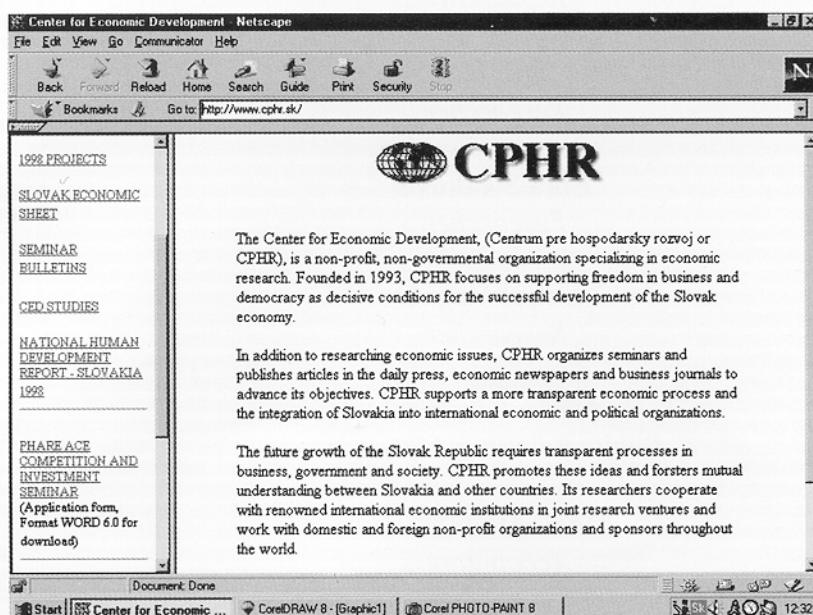 Center for Economic Development - Netscape
File Edit View Go Communicator Help
Back Forward Reload Home Search Guide Print Security Stop
N
Bookmarks Go to: http://www.cphr.sk/
1998 PROJECTS
SLOVAK ECONOMIC
SHEET
SEMINAR
BULLETINS
CED STUDIES
NATIONAL HUMAN
DEVELOPMENT
REPORT - SLOVAKIA
1998
PHARE ACE
COMPETITION AND
INVESTMENT
SEMINAR
(Application form,
Format WORD 6.0 for
download)
CPHR
The Center for Economic Development, (Centrum pre hospodarsky rozvoj or
CPHR), is a non-profit, non-governmental organization specializing in economic
research. Founded in 1993, CPHR focuses on supporting freedom in business and
democracy as decisive conditions for the successful development of the Slovak
economy.
In addition to researching economic issues, CPHR organizes seminars and
publishes articles in the daily press, economic newspapers and business journals to
advance its objectives. CPHR supports a more transparent economic process and
the integration of Slovakia into international economic and political organizations.
The future growth of the Slovak Republic requires transparent processes in
business, government and society. CPHR promotes these ideas and forsters mutual
understanding between Slovakia and other countries. Its researchers cooperate
with renowned international economic institutions in joint research ventures and
work with domestic and foreign non-profit organizations and sponsors throughout
the world.
Document: Done
Start Center for Economic ... CorelDRAW 8 - [Graphic1] Corel PHOTO-PAINT 8 Sk 12:32